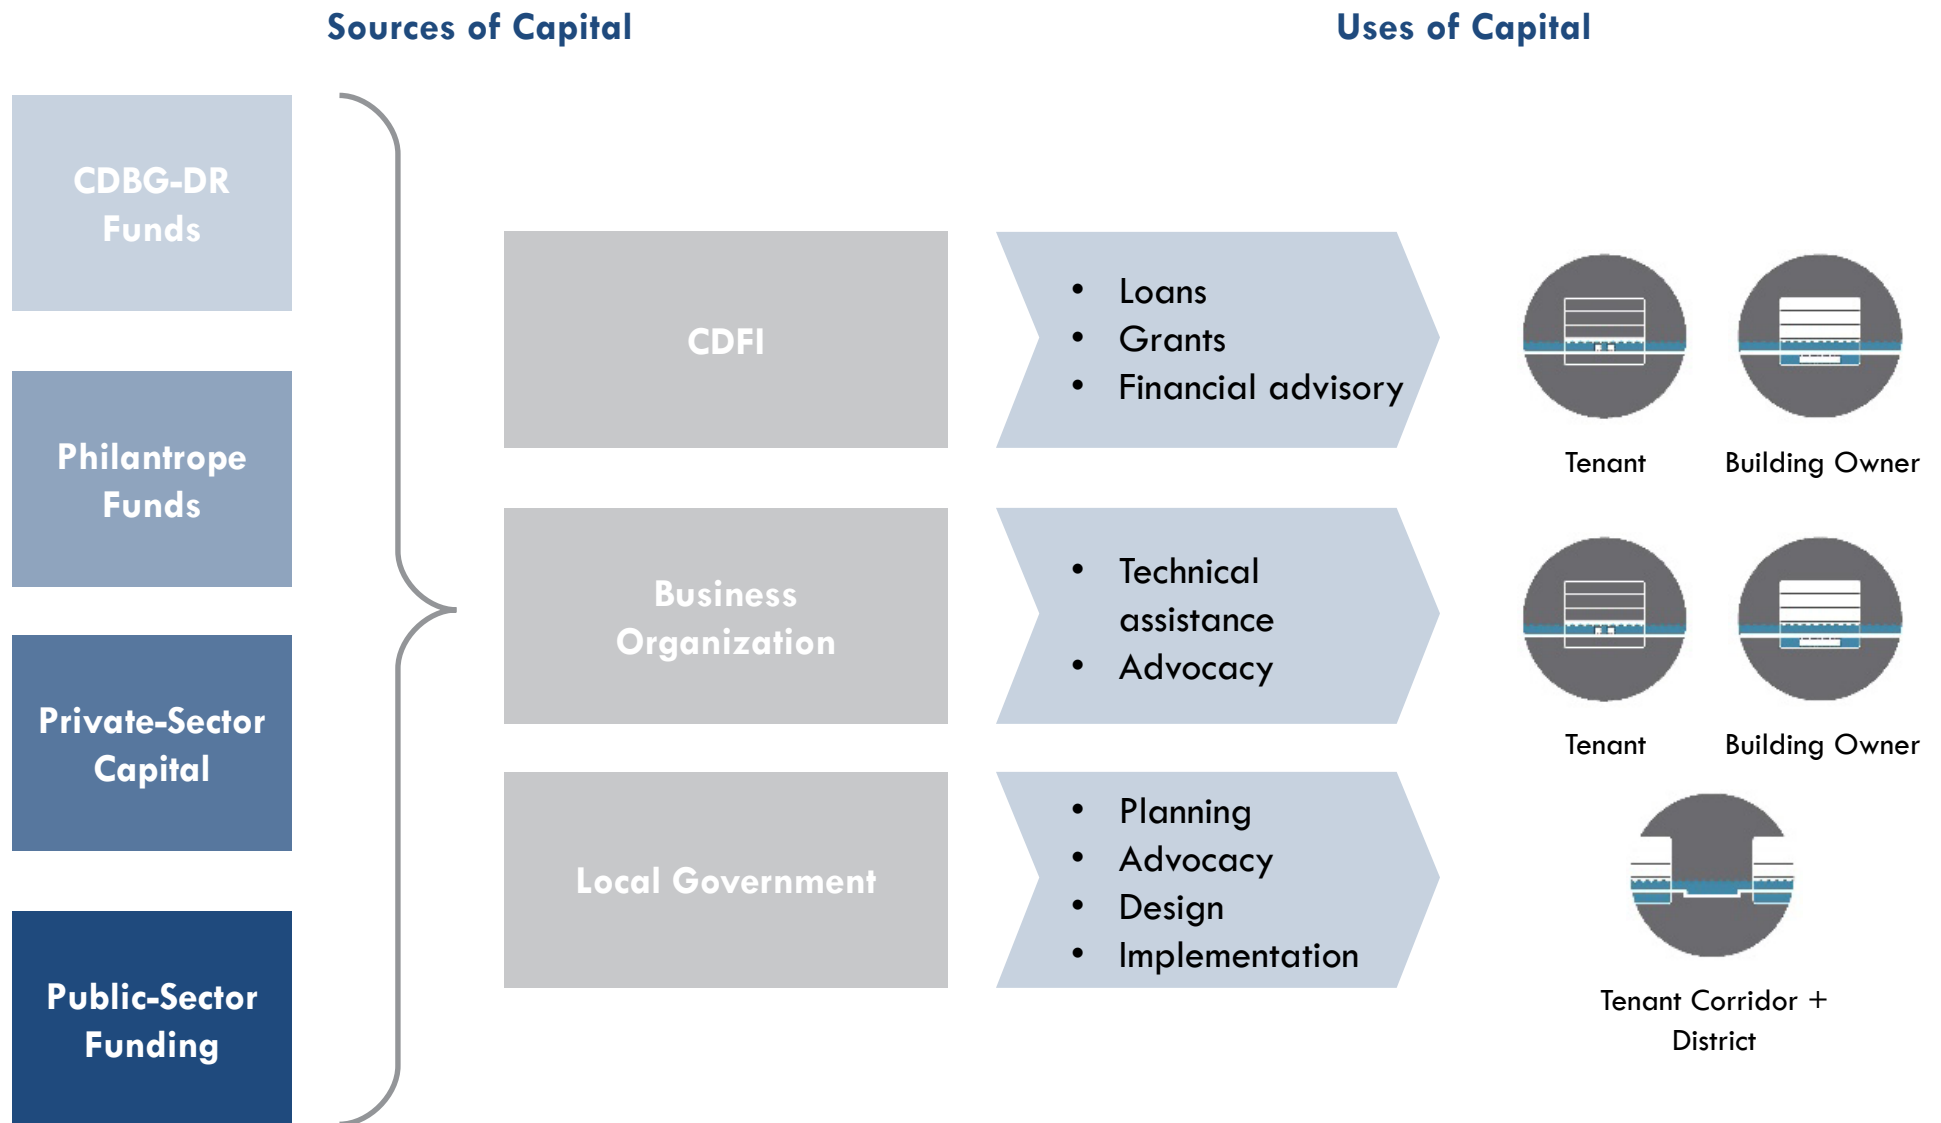 Sources of Capital
Uses of Capital
CDBG-DR
Funds
Philantrope
Funds
Private-Sector
Capital
Public-Sector
Funding
CDFI
• Loans
• Grants
• Financial advisory
Tenant
Building Owner
Business
Organization
• Technical
assistance
• Advocacy
Tenant
Building Owner
Local Government
• Planning
• Advocacy
• Design
• Implementation
Tenant Corridor +
District